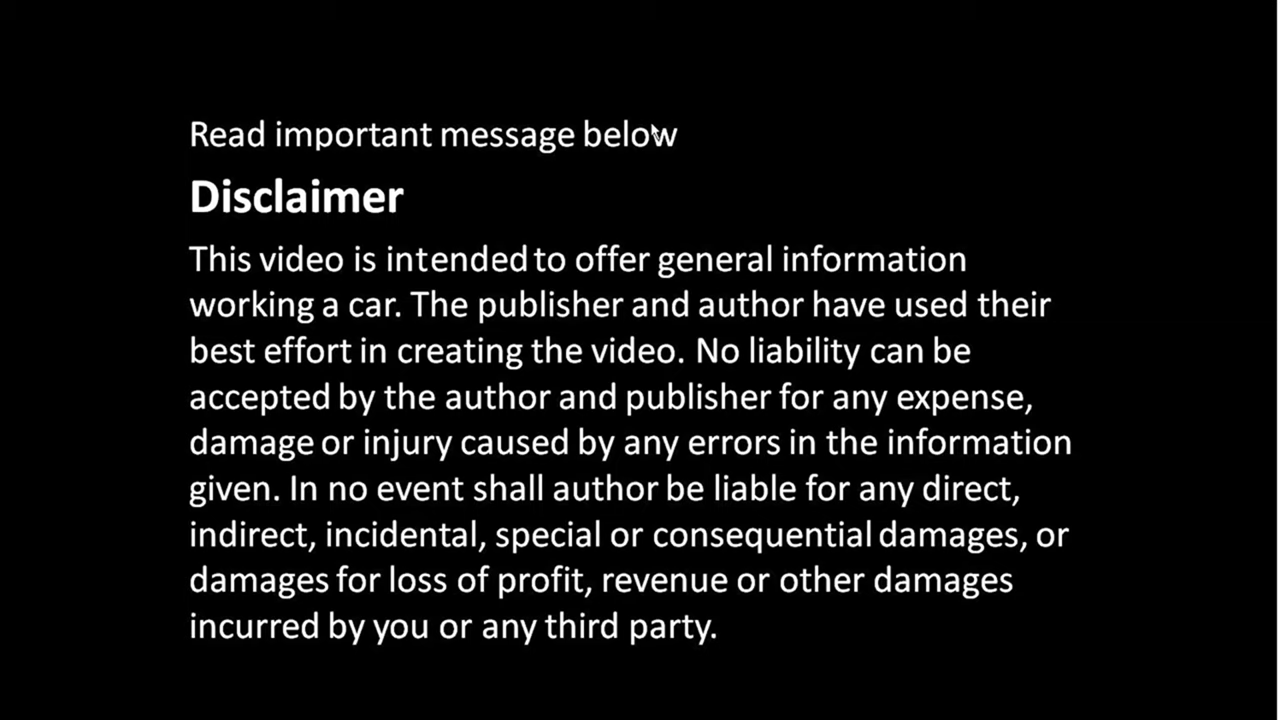 Read important message below
Disclaimer
This video is intended to offer general information
working a car. The publisher and author have used their
best effort in creating the video. No liability can be
accepted by the author and publisher for any expense,
damage or injury caused by any errors in the information
given. In no event shall author be liable for any direct,
indirect, incidental, special or consequential damages, or
damages for loss of profit, revenue or other damages
incurred by you or any third party.